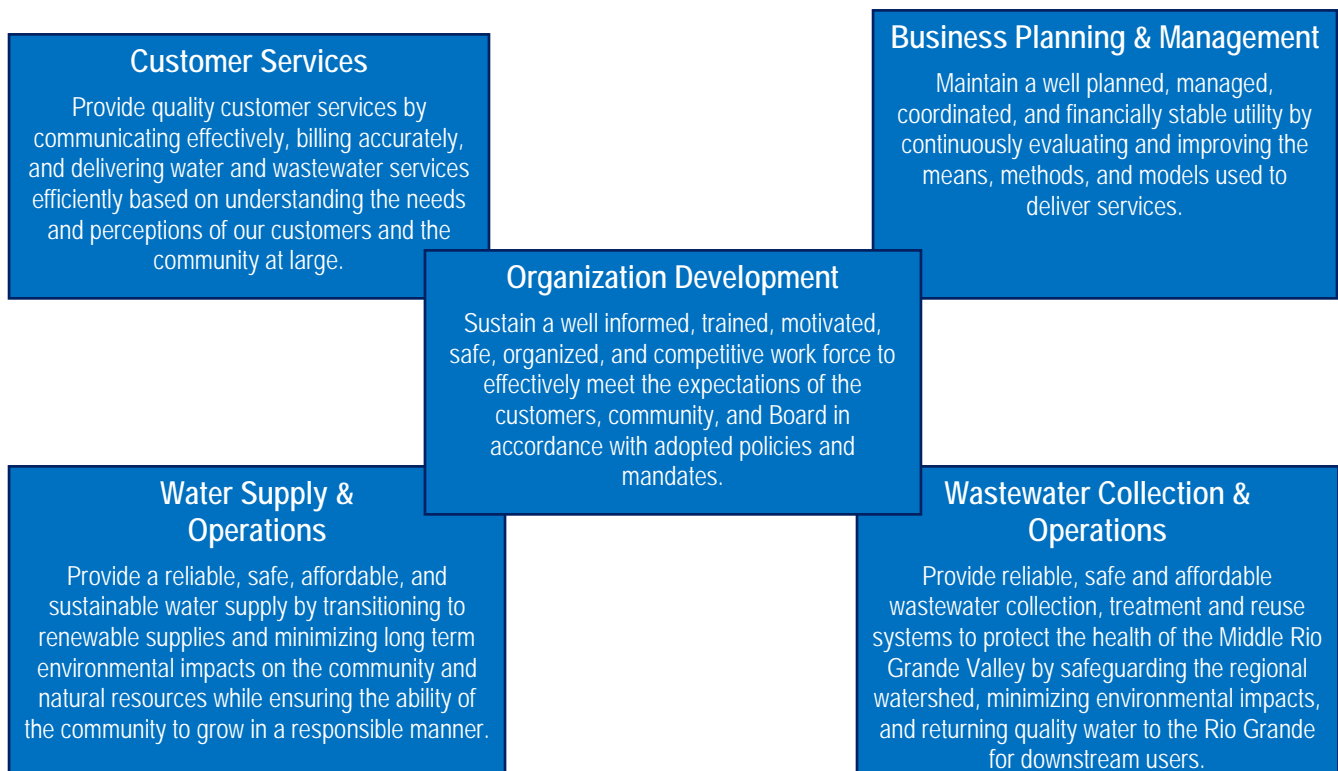 Customer Services
Provide quality customer services by
communicating effectively, billing accurately,
and delivering water and wastewater services
efficiently based on understanding the needs
and perceptions of our customers and the
community at large.
Business Planning & Management
Maintain a well planned, managed,
coordinated, and financially stable utility by
continuously evaluating and improving the
means, methods, and models used to
deliver services.
Organization Development
Sustain a well informed, trained, motivated,
safe, organized, and competitive work force to
effectively meet the expectations of the
customers, community, and Board in
accordance with adopted policies and
mandates.
Water Supply &
Operations
Provide a reliable, safe, affordable, and
sustainable water supply by transitioning to
renewable supplies and minimizing long term
environmental impacts on the community and
natural resources while ensuring the ability of
the community to grow in a responsible manner.
Wastewater Collection &
Operations
Provide reliable, safe and affordable
wastewater collection, treatment and reuse
systems to protect the health of the Middle Rio
Grande Valley by safeguarding the regional
watershed, minimizing environmental impacts,
and returning quality water to the Rio Grande
for downstream users.